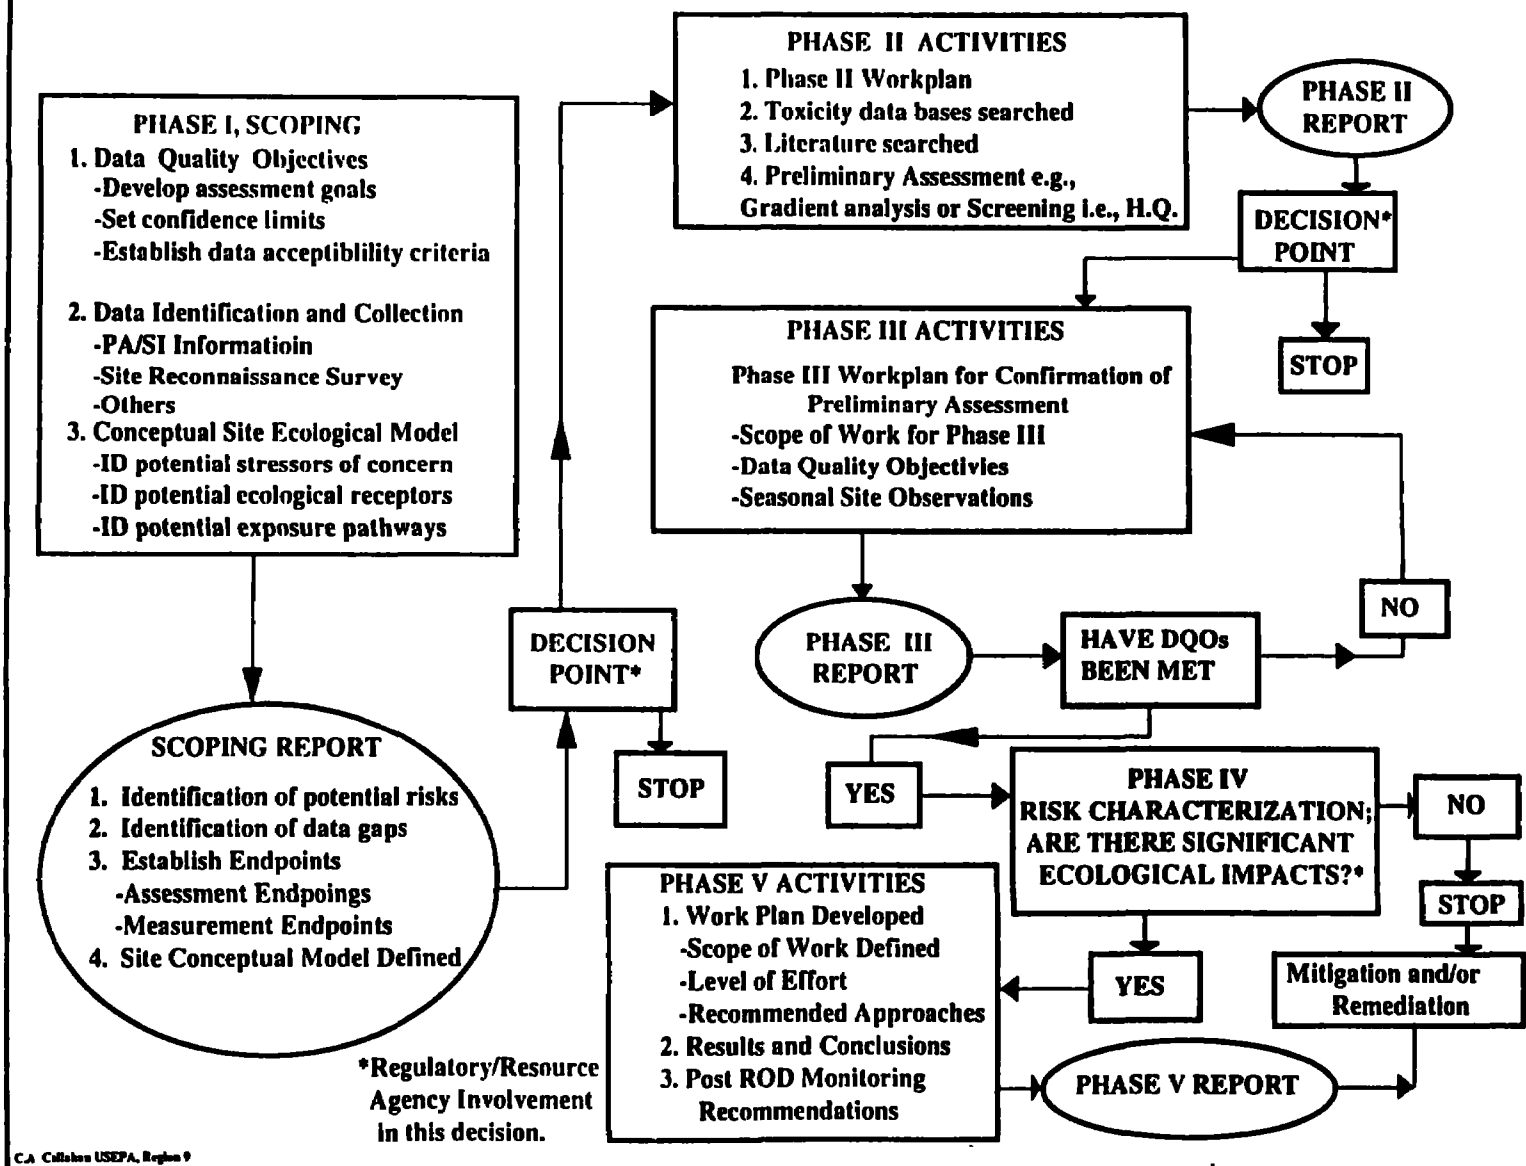 PHASE I, SCOPING
1. Data Quality Objectives
-Develop assessment goals
-Set confidence limits
-Establish data acceptiblility criteria
2. Data Identification and Collection
-PA/SI Informatioin
-Site Reconnaissance Survey
-Others
3. Conceptual Site Ecological Model
-ID potential stressors of concern
-ID potential ecological receptors
-ID potential exposure pathways
SCOPING REPORT
1. Identification of potential risks
2. Identification of data gaps
3. Establish Endpoints
-Assessment Endpoings
-Measurement Endpoints
4. Site Conceptual Model Defined
DECISION
POINT*
STOP
PHASE II ACTIVITIES
1. Phase II Workplan
2. Toxicity data bases searched
3. Literature searched
4. Preliminary Assessment e.g.,
Gradient analysis or Screening i.e., H.Q.
PHASE II
REPORT
DECISION*
POINT
STOP
PHASE III ACTIVITIES
Phase III Workplan for Confirmation of
Preliminary Assessment
-Scope of Work for Phase III
-Data Quality Objectivies
-Seasonal Site Observations
PHASE III
REPORT
HAVE DQOs
BEEN MET
NO
YES
PHASE IV
RISK CHARACTERIZATION;
ARE THERE SIGNIFICANT
ECOLOGICAL IMPACTS?*
NO
STOP
YES
PHASE V ACTIVITIES
1. Work Plan Developed
-Scope of Work Defined
-Level of Effort
-Recommended Approaches
2. Results and Conclusions
3. Post ROD Monitoring
Recommendations
PHASE V REPORT
Mitigation and/or
Remediation
*Regulatory/Resource
Agency Involvement
in this decision.
C.A Callahan USEPA, Region 9